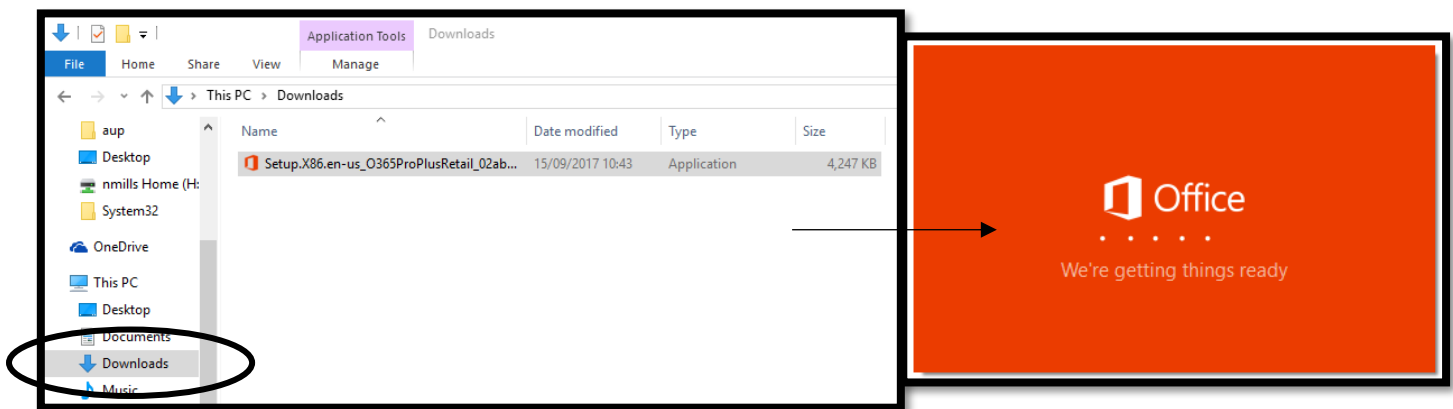 Application Tools Downloads
File Home Share View Manage
This PC > Downloads
aup
Desktop
nmills Home (H:
System32
OneDrive
This PC
Desktop
Documents
Downloads
Music
Name Date modified Type Size
Setup.X86.en-us_O365ProPlusRetail_02ab... 15/09/2017 10:43 Application 4,247 KB
Office
We're getting things ready